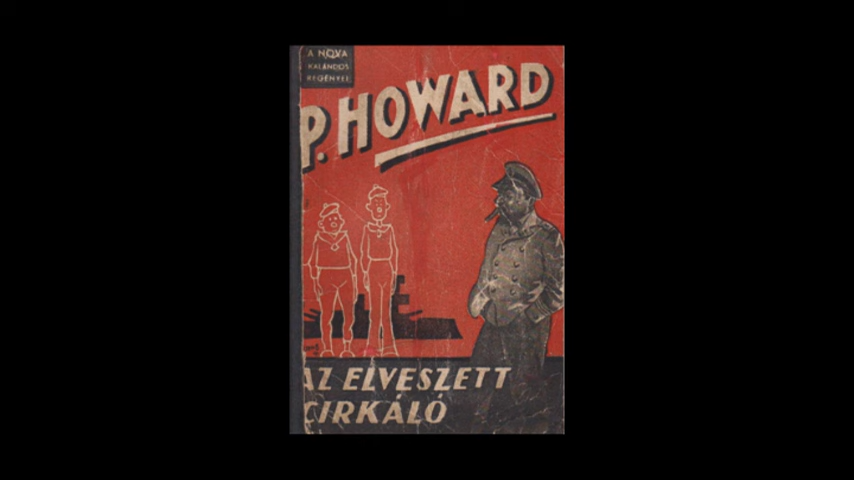 A NOVA
KALANDOS
REGÉNYEI
P. HOWARD
AZ ELVESZETT
CIRKÁLÓ